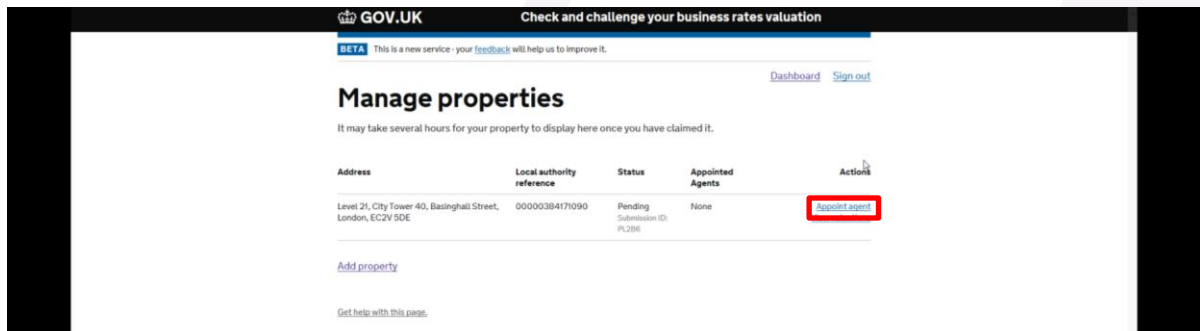 GOV.UK
Check and challenge your business rates valuation
BETA This is a new service - your feedback will help us to improve it.
Dashboard Sign out
Manage properties
It may take several hours for your property to display here once you have claimed it.
Address Local authority reference Status Appointed Agents Actions
Level 21, City Tower 40, Basinghall Street, 00000384171090 Pending None Appoint agent
London, EC2V 5DE Submission ID:
PL2B6
Add property
Get help with this page.